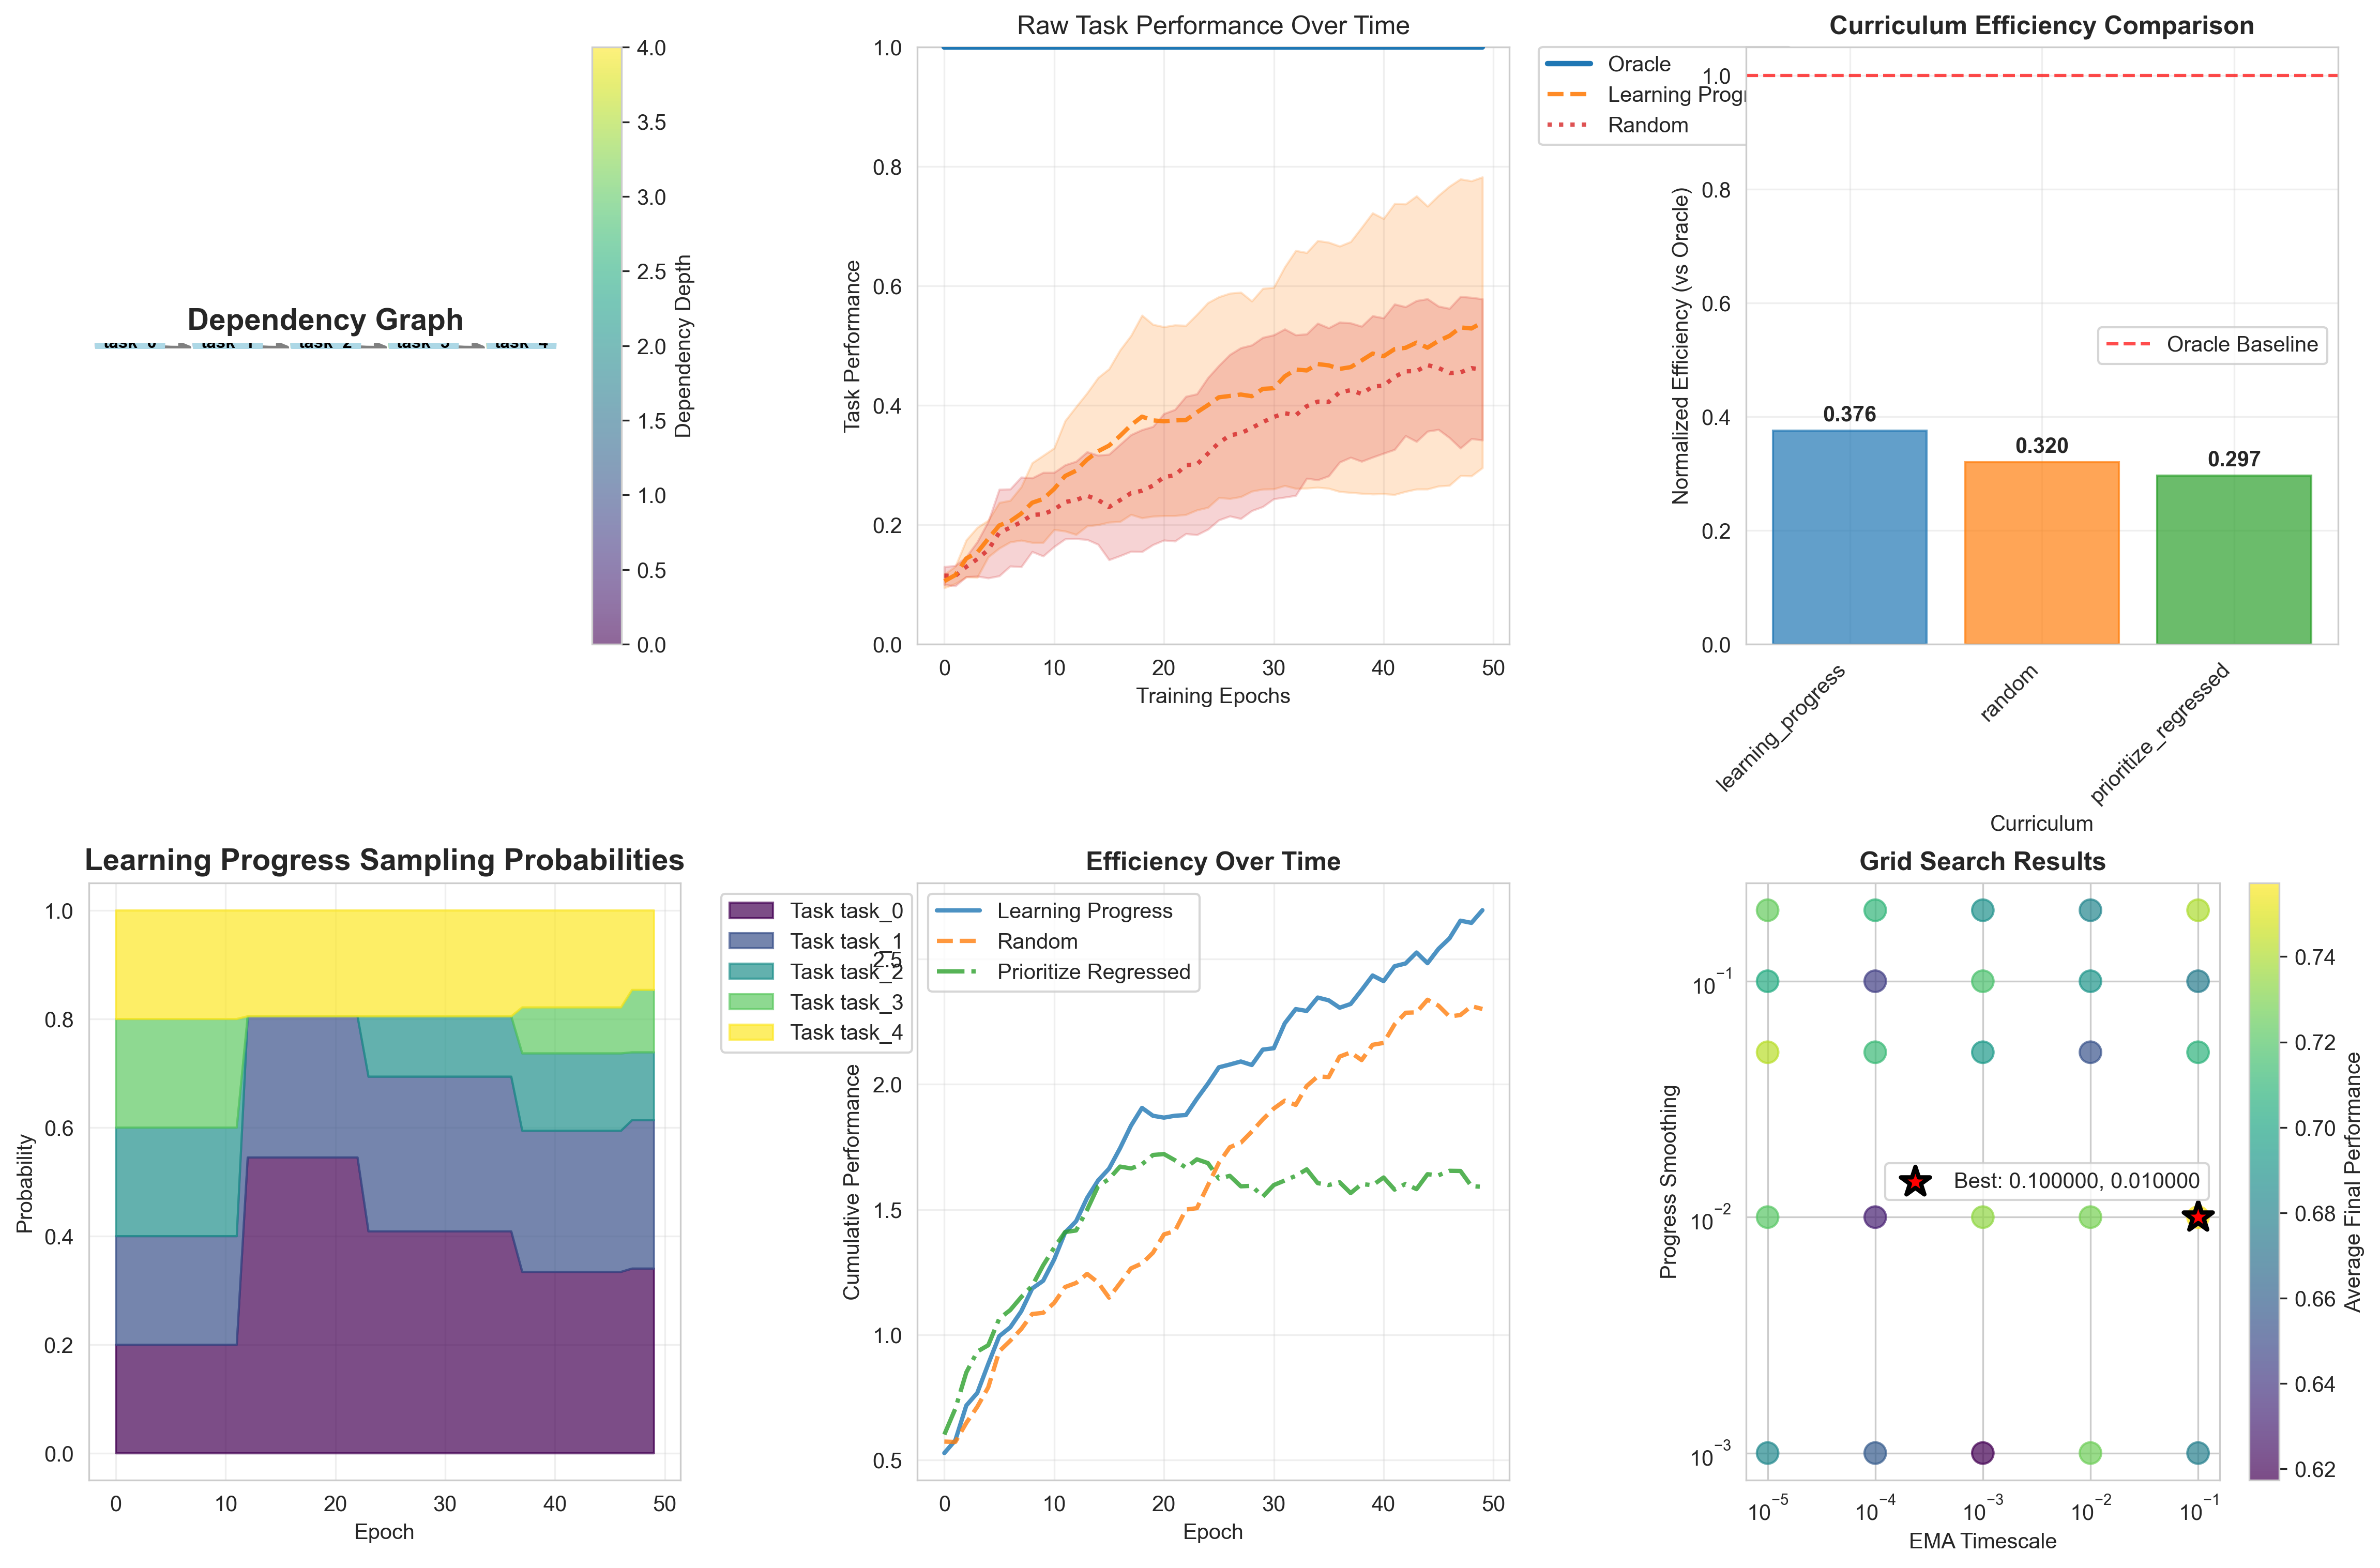 Dependency Graph
task_0 task_1 task_2 task_3 task_4
4.0
3.5
3.0
2.5
2.0
1.5
1.0
0.5
0.0
Dependency Depth
Raw Task Performance Over Time
1.0
0.8
0.6
0.4
0.2
0.0
Task Performance
0 10 20 30 40 50
Training Epochs
Oracle
Learning Progr
Random
Curriculum Efficiency Comparison
1.0
0.8
0.6
0.4
0.2
0.0
Normalized Efficiency (vs Oracle)
Oracle Baseline
0.376
0.320
0.297
learning_progress
random
prioritize_regressed
Curriculum
Learning Progress Sampling Probabilities
1.0
0.8
0.6
0.4
0.2
0.0
Probability
0 10 20 30 40 50
Epoch
Task task_0
Task task_1
Task task_2
Task task_3
Task task_4
Efficiency Over Time
Learning Progress
Random
Prioritize Regressed
2.5
2.0
1.5
1.0
0.5
Cumulative Performance
0 10 20 30 40 50
Epoch
Grid Search Results
10⁻¹
10⁻²
10⁻³
Progress Smoothing
Best: 0.100000, 0.010000
10⁻⁵ 10⁻⁴ 10⁻³ 10⁻² 10⁻¹
EMA Timescale
0.74
0.72
0.70
0.68
0.66
0.64
0.62
Average Final Performance